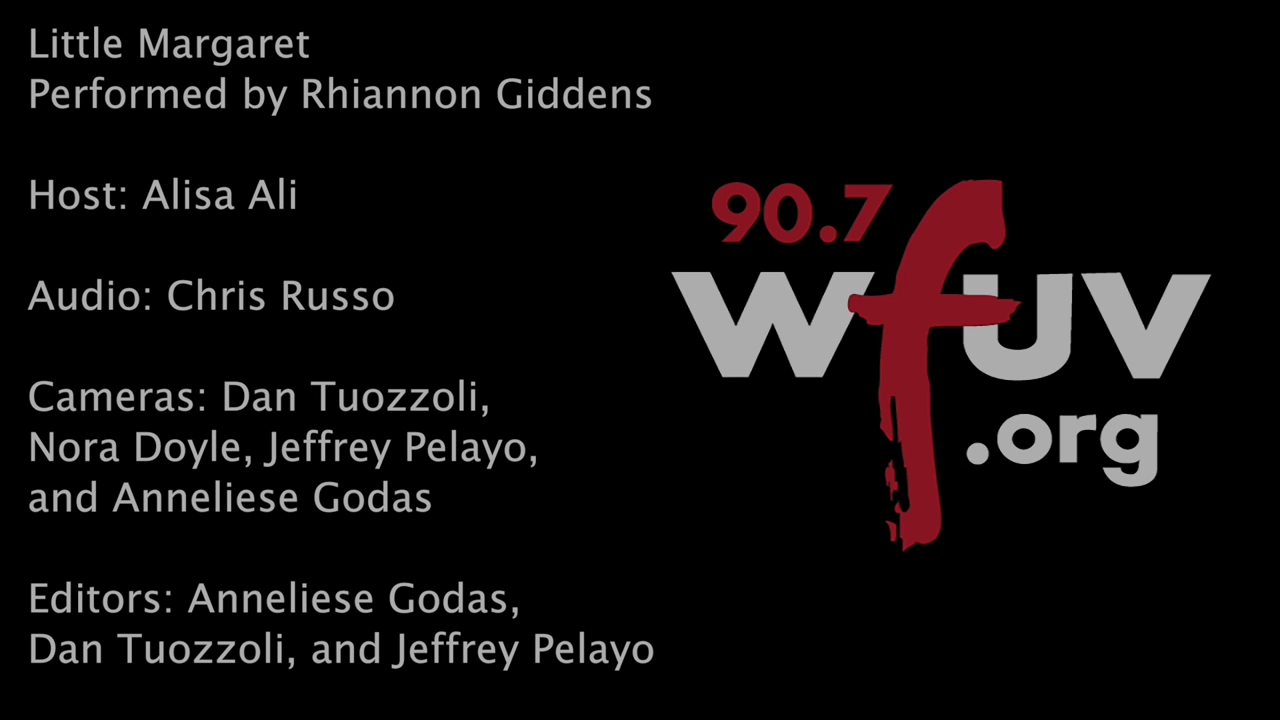 Little Margaret
Performed by Rhiannon Giddens
Host: Alisa Ali
Audio: Chris Russo
Cameras: Dan Tuozzoli,
Nora Doyle, Jeffrey Pelayo,
and Anneliese Godas
Editors: Anneliese Godas,
Dan Tuozzoli, and Jeffrey Pelayo
90.7
wfuv
.org